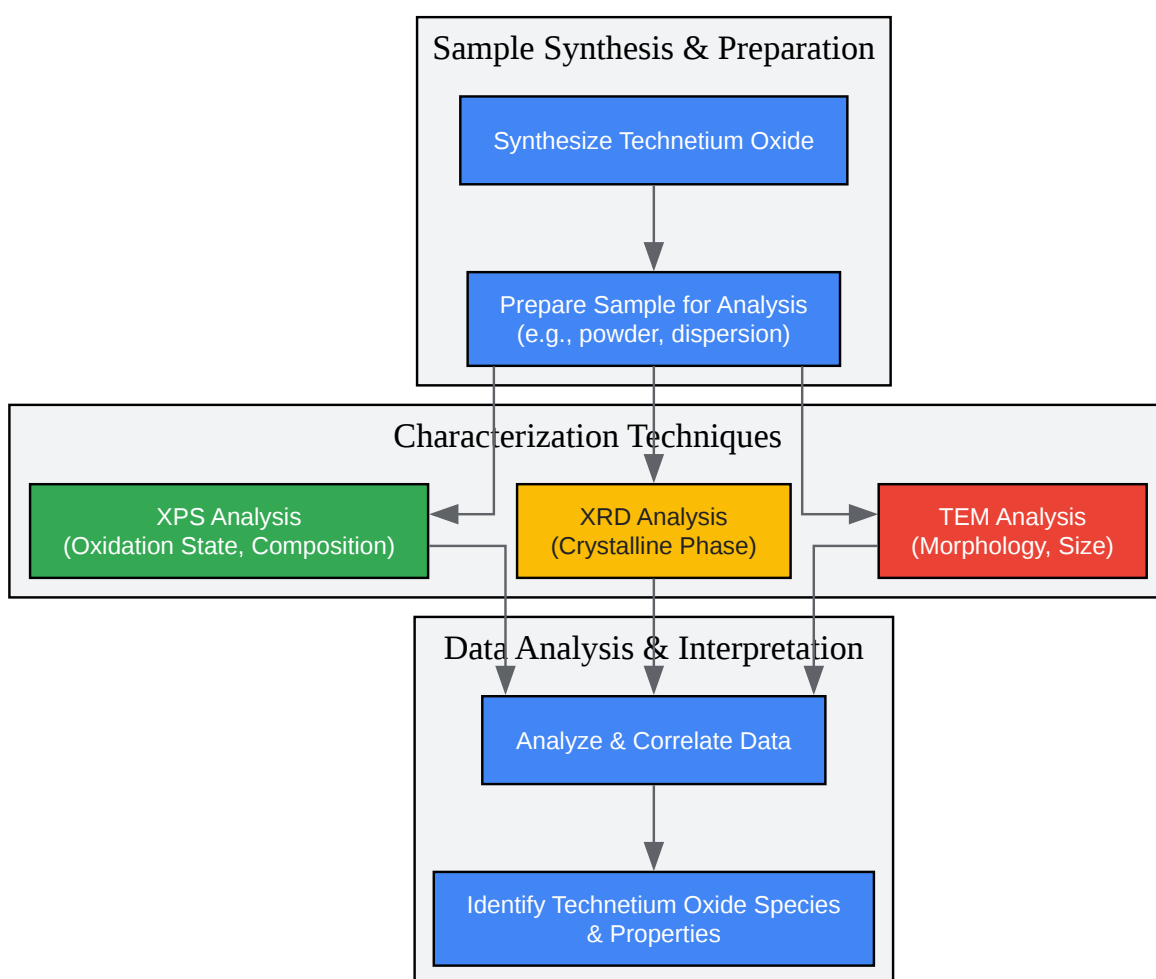 Sample Synthesis & Preparation
Synthesize Technetium Oxide
Prepare Sample for Analysis
(e.g., powder, dispersion)
Characterization Techniques
XPS Analysis
(Oxidation State, Composition)
XRD Analysis
(Crystalline Phase)
TEM Analysis
(Morphology, Size)
Data Analysis & Interpretation
Analyze & Correlate Data
Identify Technetium Oxide Species
& Properties